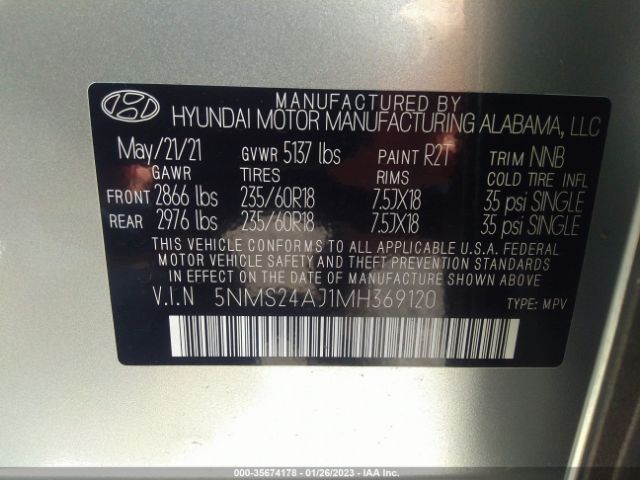 MANUFACTURED BY
HYUNDAI MOTOR MANUFACTURING ALABAMA, LLC
May/21/21 GVWR 5137 lbs PAINT R2T TRIM NNB
GAWR TIRES RIMS COLD TIRE INFL
FRONT 2866 lbs 235/60R18 7.5JX18 35 psi SINGLE
REAR 2976 lbs 235/60R18 7.5JX18 35 psi SINGLE
THIS VEHICLE CONFORMS TO ALL APPLICABLE U.S.A. FEDERAL
MOTOR VEHICLE SAFETY AND THEFT PREVENTION STANDARDS
IN EFFECT ON THE DATE OF MANUFACTURE SHOWN ABOVE
V.I.N 5NMS24AJ1MH369120 TYPE: MPV
000-35674178 - 01/26/2023 - IAA Inc.